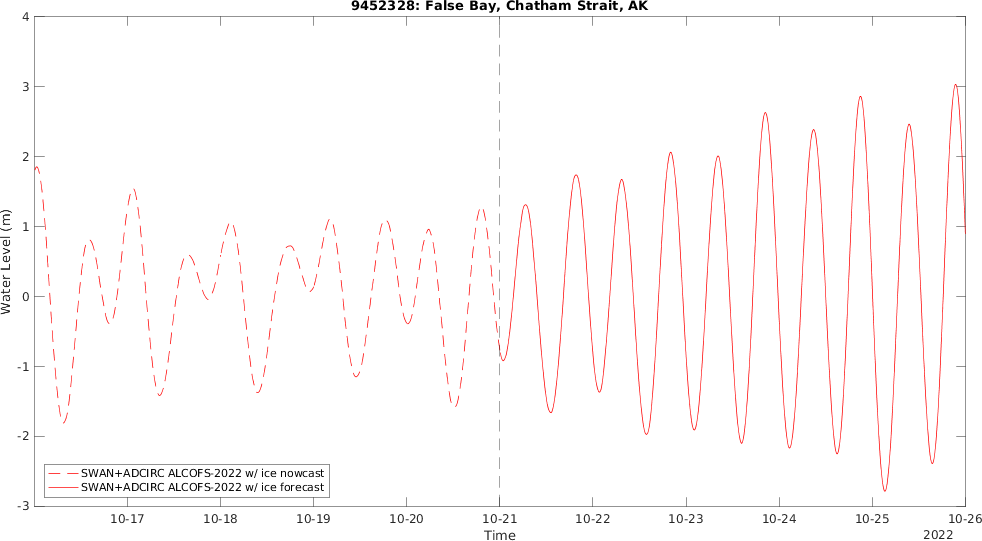 9452328: False Bay, Chatham Strait, AK
4
3
2
1
0
-1
-2
-3
Water Level (m)
SWAN+ADCIRC ALCOFS-2022 w/ ice nowcast
SWAN+ADCIRC ALCOFS-2022 w/ ice forecast
10-17 10-18 10-19 10-20 10-21 10-22 10-23 10-24 10-25 10-26
Time
2022